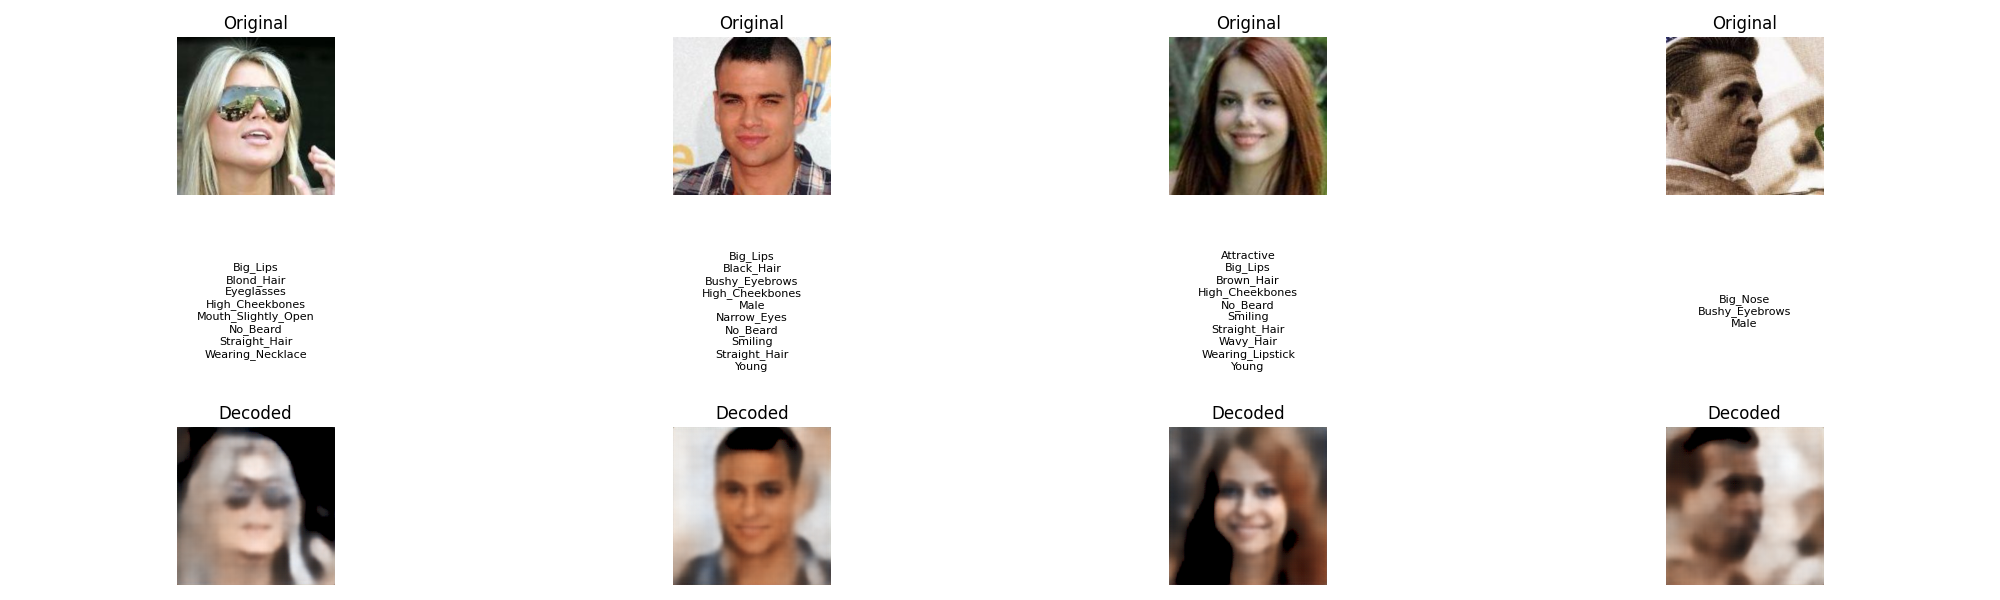 Original
Original
Original
Original
Big_Lips
Blond_Hair
Eyeglasses
High_Cheekbones
Mouth_Slightly_Open
No_Beard
Straight_Hair
Wearing_Necklace
Big_Lips
Black_Hair
Bushy_Eyebrows
High_Cheekbones
Male
Narrow_Eyes
No_Beard
Smiling
Straight_Hair
Young
Attractive
Big_Lips
Brown_Hair
High_Cheekbones
No_Beard
Smiling
Straight_Hair
Wavy_Hair
Wearing_Lipstick
Young
Big_Nose
Bushy_Eyebrows
Male
Decoded
Decoded
Decoded
Decoded